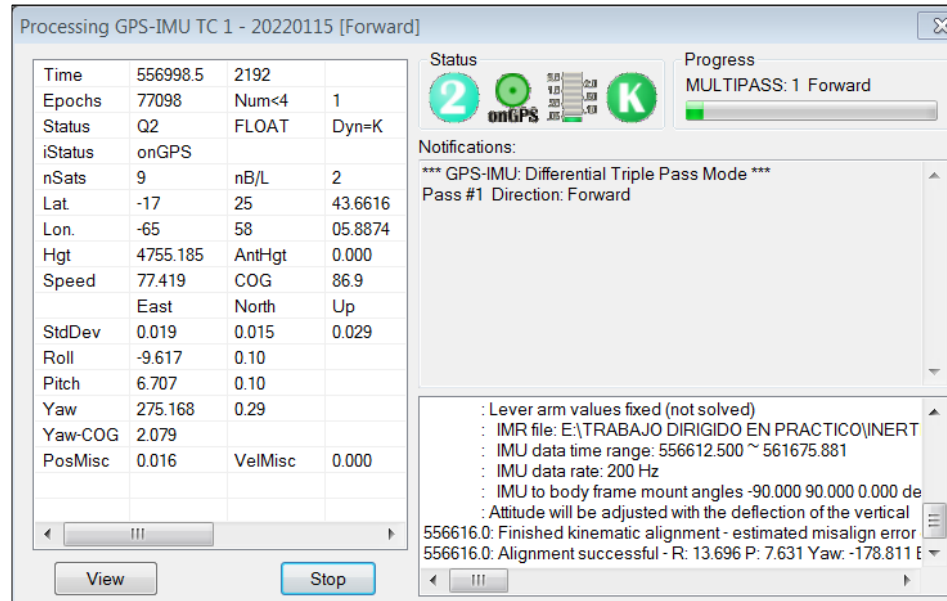 Processing GPS-IMU TC 1 - 20220115 [Forward]
Time 556998.5 2192
Epochs 77098 Num<4 1
Status Q2 FLOAT Dyn=K
iStatus onGPS
nSats 9 nB/L 2
Lat. -17 25 43.6616
Lon. -65 58 05.8874
Hgt 4755.185 AntHgt 0.000
Speed 77.419 COG 86.9
East North Up
StdDev 0.019 0.015 0.029
Roll -9.617 0.10
Pitch 6.707 0.10
Yaw 275.168 0.29
Yaw-COG 2.079
PosMisc 0.016 VelMisc 0.000
View
Stop
Status
2
onGPS
K
Progress
MULTIPASS: 1 Forward
Notifications:
*** GPS-IMU: Differential Triple Pass Mode ***
Pass #1 Direction: Forward
: Lever arm values fixed (not solved)
: IMR file: E:\TRABAJO DIRIGIDO EN PRACTICO\INERT
: IMU data time range: 556612.500 ~ 561675.881
: IMU data rate: 200 Hz
: IMU to body frame mount angles -90.000 90.000 0.000 de
: Attitude will be adjusted with the deflection of the vertical
556616.0: Finished kinematic alignment - estimated misalign error
556616.0: Alignment successful - R: 13.696 P: 7.631 Yaw: -178.811 E